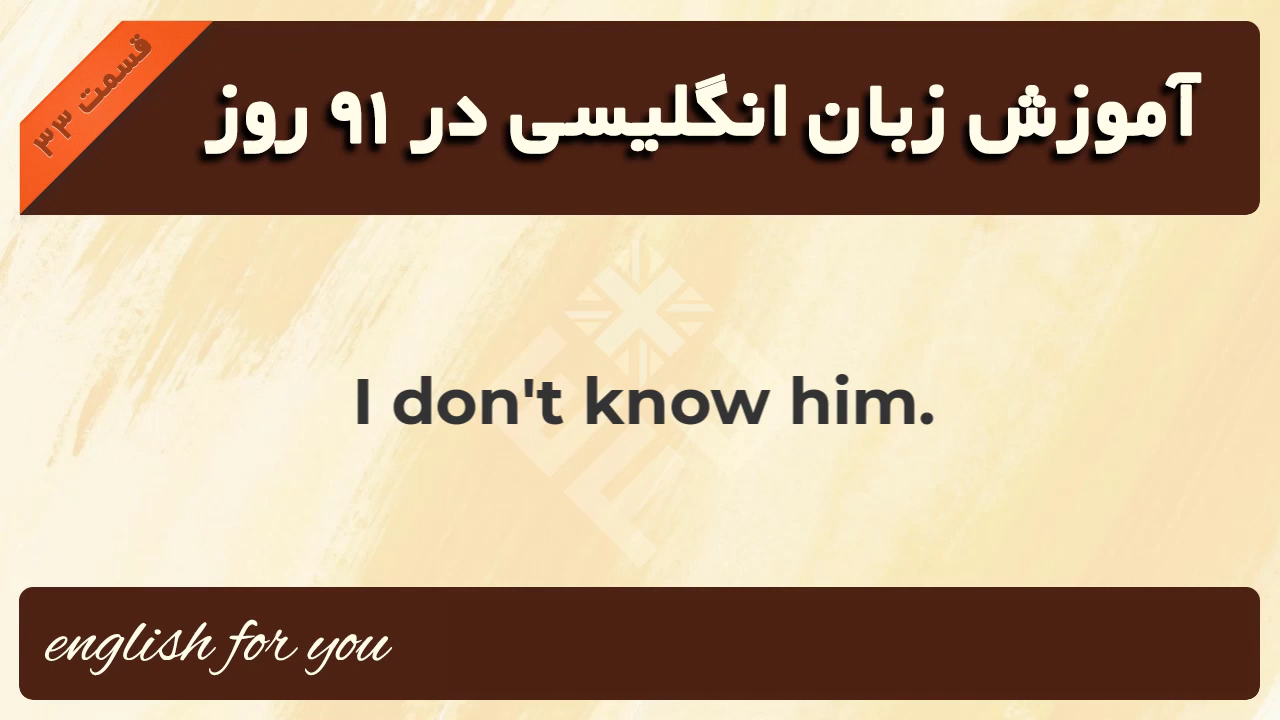 قسمت ۳۳
آموزش زبان انگلیسی در ۹۱ روز
I don't know him.
english for you